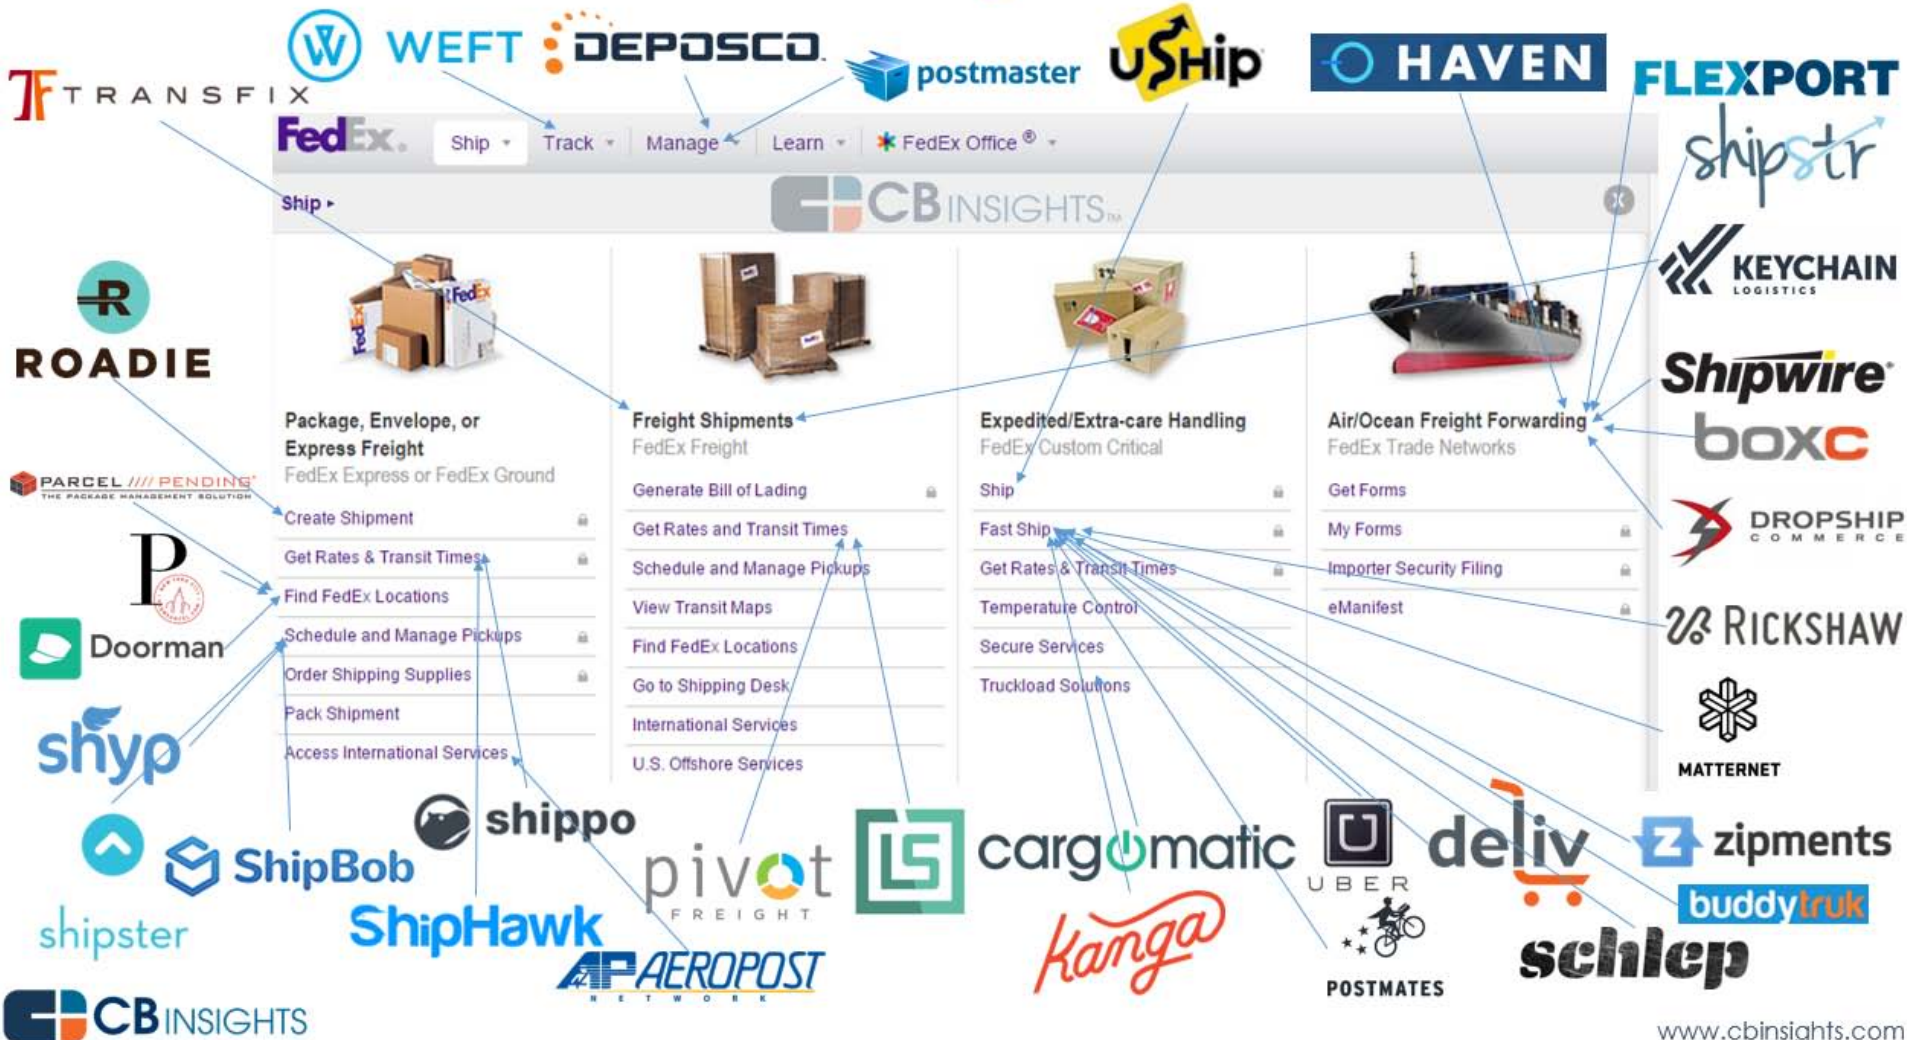 WEFT
DEPOSCO
postmaster
uSHip
HAVEN
FLEXPORT
TRANSFIX
shipstr
FedEx.
Ship
Track
Manage
Learn
FedEx Office ®
Ship
CB INSIGHTS™
X
KEYCHAIN
LOGISTICS
R
ROADIE
Shipwire
boxc
Package, Envelope, or
Express Freight
FedEx Express or FedEx Ground
Create Shipment
Get Rates & Transit Times
Find FedEx Locations
Schedule and Manage Pickups
Order Shipping Supplies
Pack Shipment
Access International Services
Freight Shipments
FedEx Freight
Generate Bill of Lading
Get Rates and Transit Times
Schedule and Manage Pickups
View Transit Maps
Find FedEx Locations
Go to Shipping Desk
International Services
U.S. Offshore Services
Expedited/Extra-care Handling
FedEx Custom Critical
Ship
Fast Ship
Get Rates & Transit Times
Temperature Control
Secure Services
Truckload Solutions
Air/Ocean Freight Forwarding
FedEx Trade Networks
Get Forms
My Forms
Importer Security Filing
eManifest
PARCEL //// PENDING
THE PACKAGE MANAGEMENT SOLUTION
P
Doorman
shyp
shipster
DROPSHIP
COMMERCE
RICKSHAW
MATTERNET
ShipBob
shippo
ShipHawk
AEROPOST
NETWORK
pivot
FREIGHT
LS
cargomatic
Kanga
U
UBER
POSTMATES
deliv
Z zipments
buddytruk
schlep
CB INSIGHTS
www.cbinsights.com